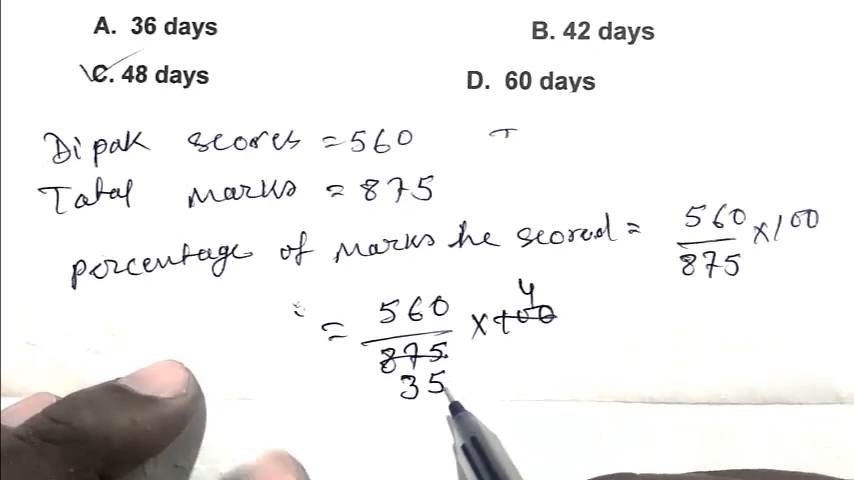 A. 36 days
B. 42 days
C. 48 days
D. 60 days
Dipak scores = 560
Total marks = 875
percentage of marks he scored = 560/875 × 100
= 560/875 × 100
4
35